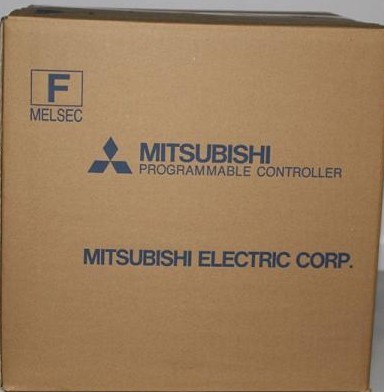 F
MELSEC
MITSUBISHI
PROGRAMMABLE CONTROLLER
MITSUBISHI ELECTRIC CORP.